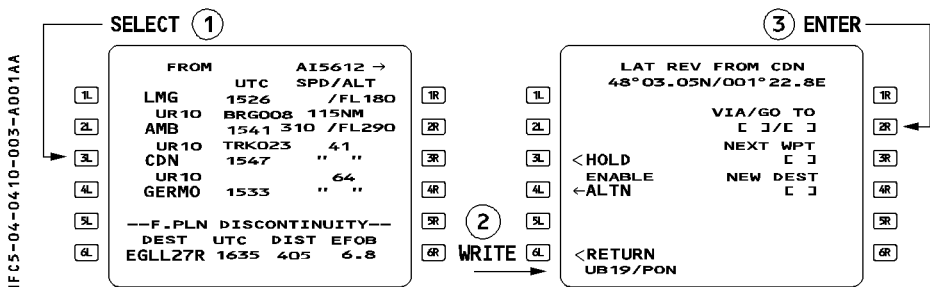 SELECT 1
3 ENTER
IFC5-04-0410-003-A001AA
FROM AI5612 →
UTC SPD/ALT
1L LMG 1526 /FL180 1R
UR10 BRG008 115NM
2L AMB 1541 310 /FL290 2R
UR10 TRK023 41
3L CDN 1547 " " 3R
UR10 64
4L GERMO 1533 " " 4R
5L --F.PLN DISCONTINUITY-- 5R
DEST UTC DIST EFOB
6L EGLL27R 1635 405 6.8 6R
2
WRITE
LAT REV FROM CDN
48°03.05N/001°22.8E
1L 1R
VIA/GO TO
2L [ ]/[ ] 2R
NEXT WPT
3L <HOLD [ ] 3R
ENABLE NEW DEST
4L ←ALTN [ ] 4R
5L 5R
6L <RETURN 6R
UB19/PON